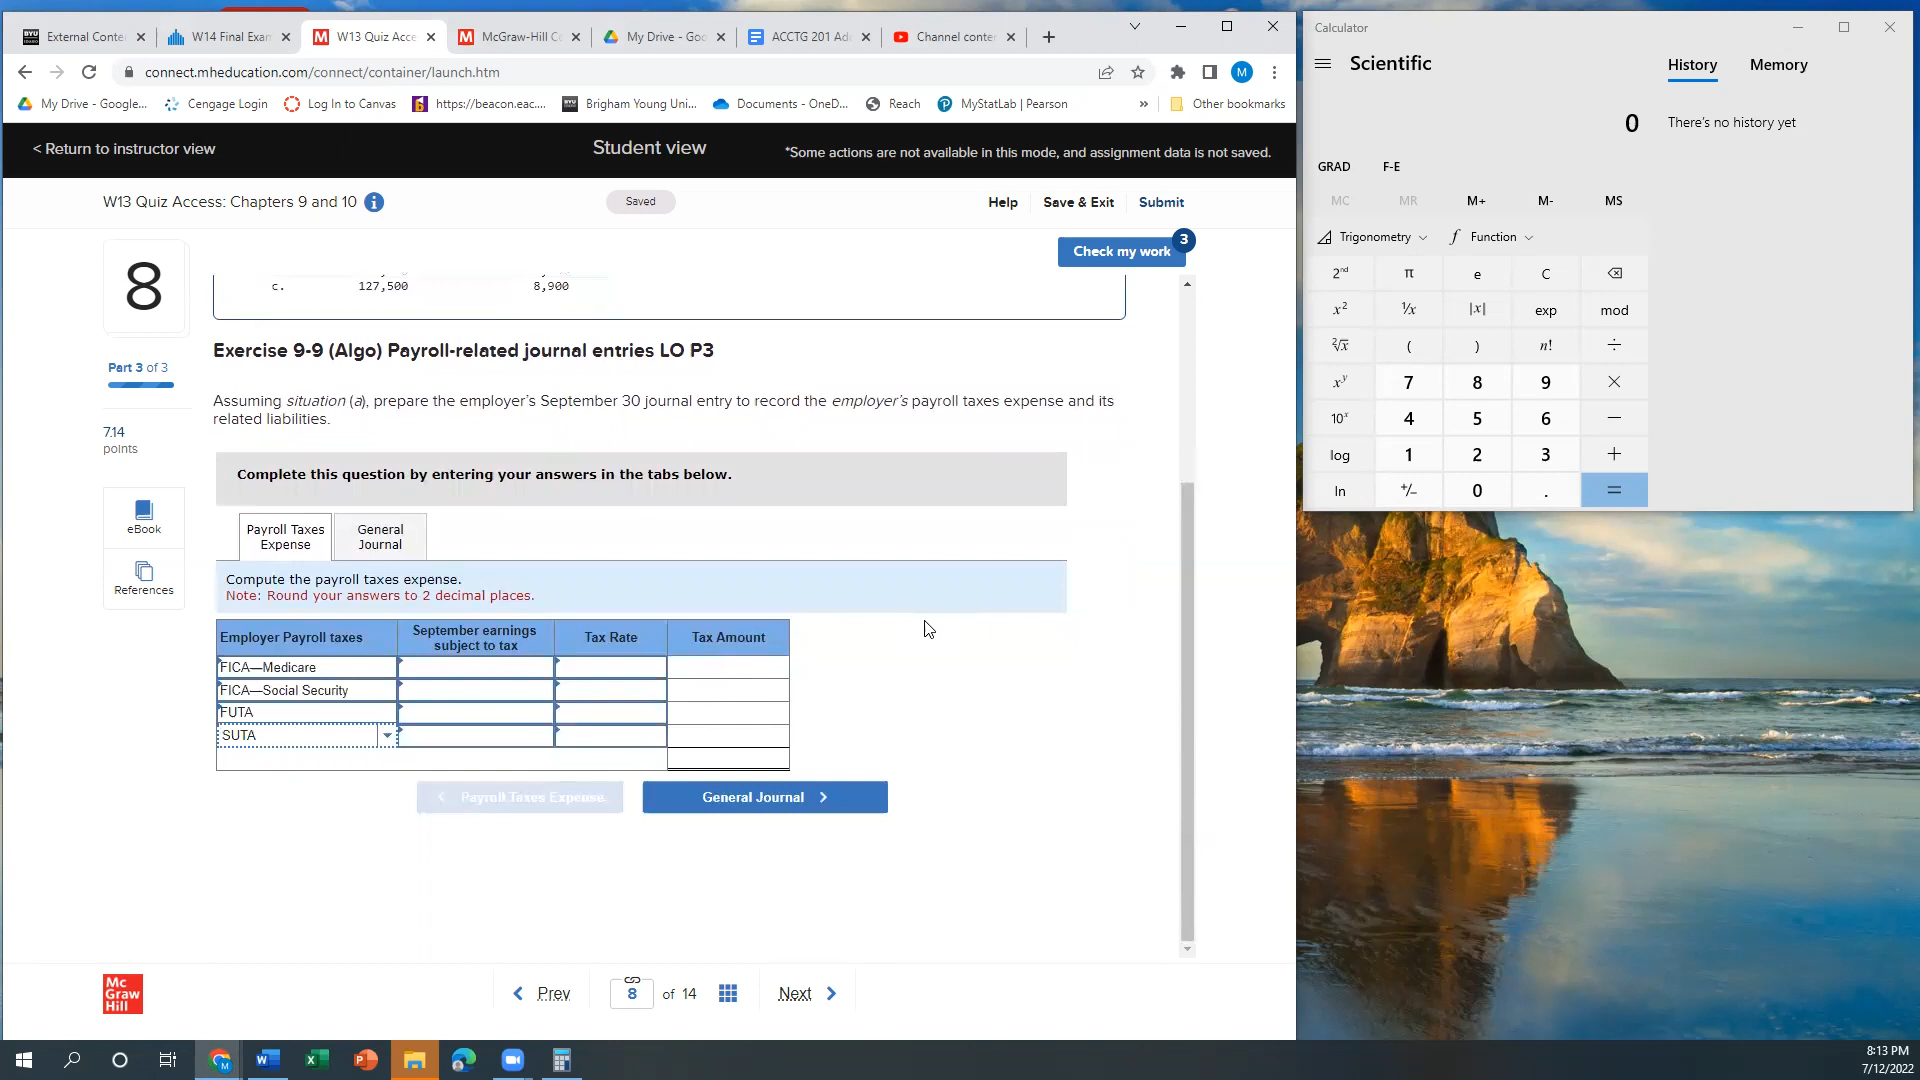 External Conte
W14 Final Exam
W13 Quiz Acce
McGraw-Hill Co
My Drive - Goo
ACCTG 201 Ad
Channel conte
connect.mheducation.com/connect/container/launch.htm
M
My Drive - Google...
Cengage Login
Log In to Canvas
https://beacon.eac....
Brigham Young Uni...
Documents - OneD...
Reach
MyStatLab | Pearson
»
Other bookmarks
< Return to instructor view
Student view
*Some actions are not available in this mode, and assignment data is not saved.
W13 Quiz Access: Chapters 9 and 10
Saved
Help
Save & Exit
Submit
Check my work
3
8
Part 3 of 3
7.14
points
eBook
References
c. 127,500 8,900
Exercise 9-9 (Algo) Payroll-related journal entries LO P3
Assuming situation (a), prepare the employer's September 30 journal entry to record the employer's payroll taxes expense and its
related liabilities.
Complete this question by entering your answers in the tabs below.
Payroll Taxes
Expense
General
Journal
Compute the payroll taxes expense.
Note: Round your answers to 2 decimal places.
Employer Payroll taxes
September earnings
subject to tax
Tax Rate
Tax Amount
FICA—Medicare
FICA—Social Security
FUTA
SUTA
< Payroll Taxes Expense
General Journal >
Mc
Graw
Hill
< Prev
8 of 14
Next >
Calculator
Scientific
History
Memory
0
There's no history yet
GRAD F-E
MC MR M+ M- MS
Trigonometry
f Function
2nd π e C
x² ¹/x |x| exp mod
²√x ( ) n! ÷
xʸ 7 8 9 ×
10ˣ 4 5 6 −
log 1 2 3 +
ln +/− 0 . =
8:13 PM
7/12/2022